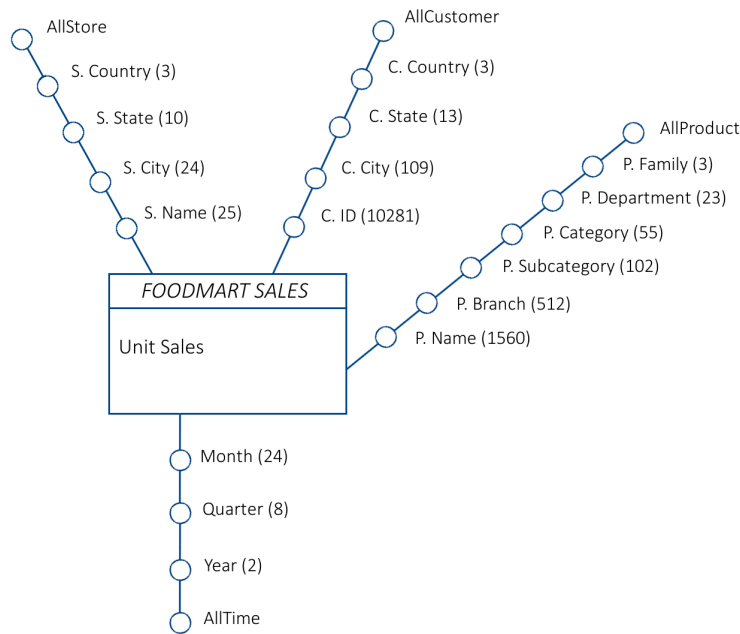 AllStore
S. Country (3)
S. State (10)
S. City (24)
S. Name (25)
AllCustomer
C. Country (3)
C. State (13)
C. City (109)
C. ID (10281)
AllProduct
P. Family (3)
P. Department (23)
P. Category (55)
P. Subcategory (102)
P. Branch (512)
P. Name (1560)
FOODMART SALES
Unit Sales
Month (24)
Quarter (8)
Year (2)
AllTime